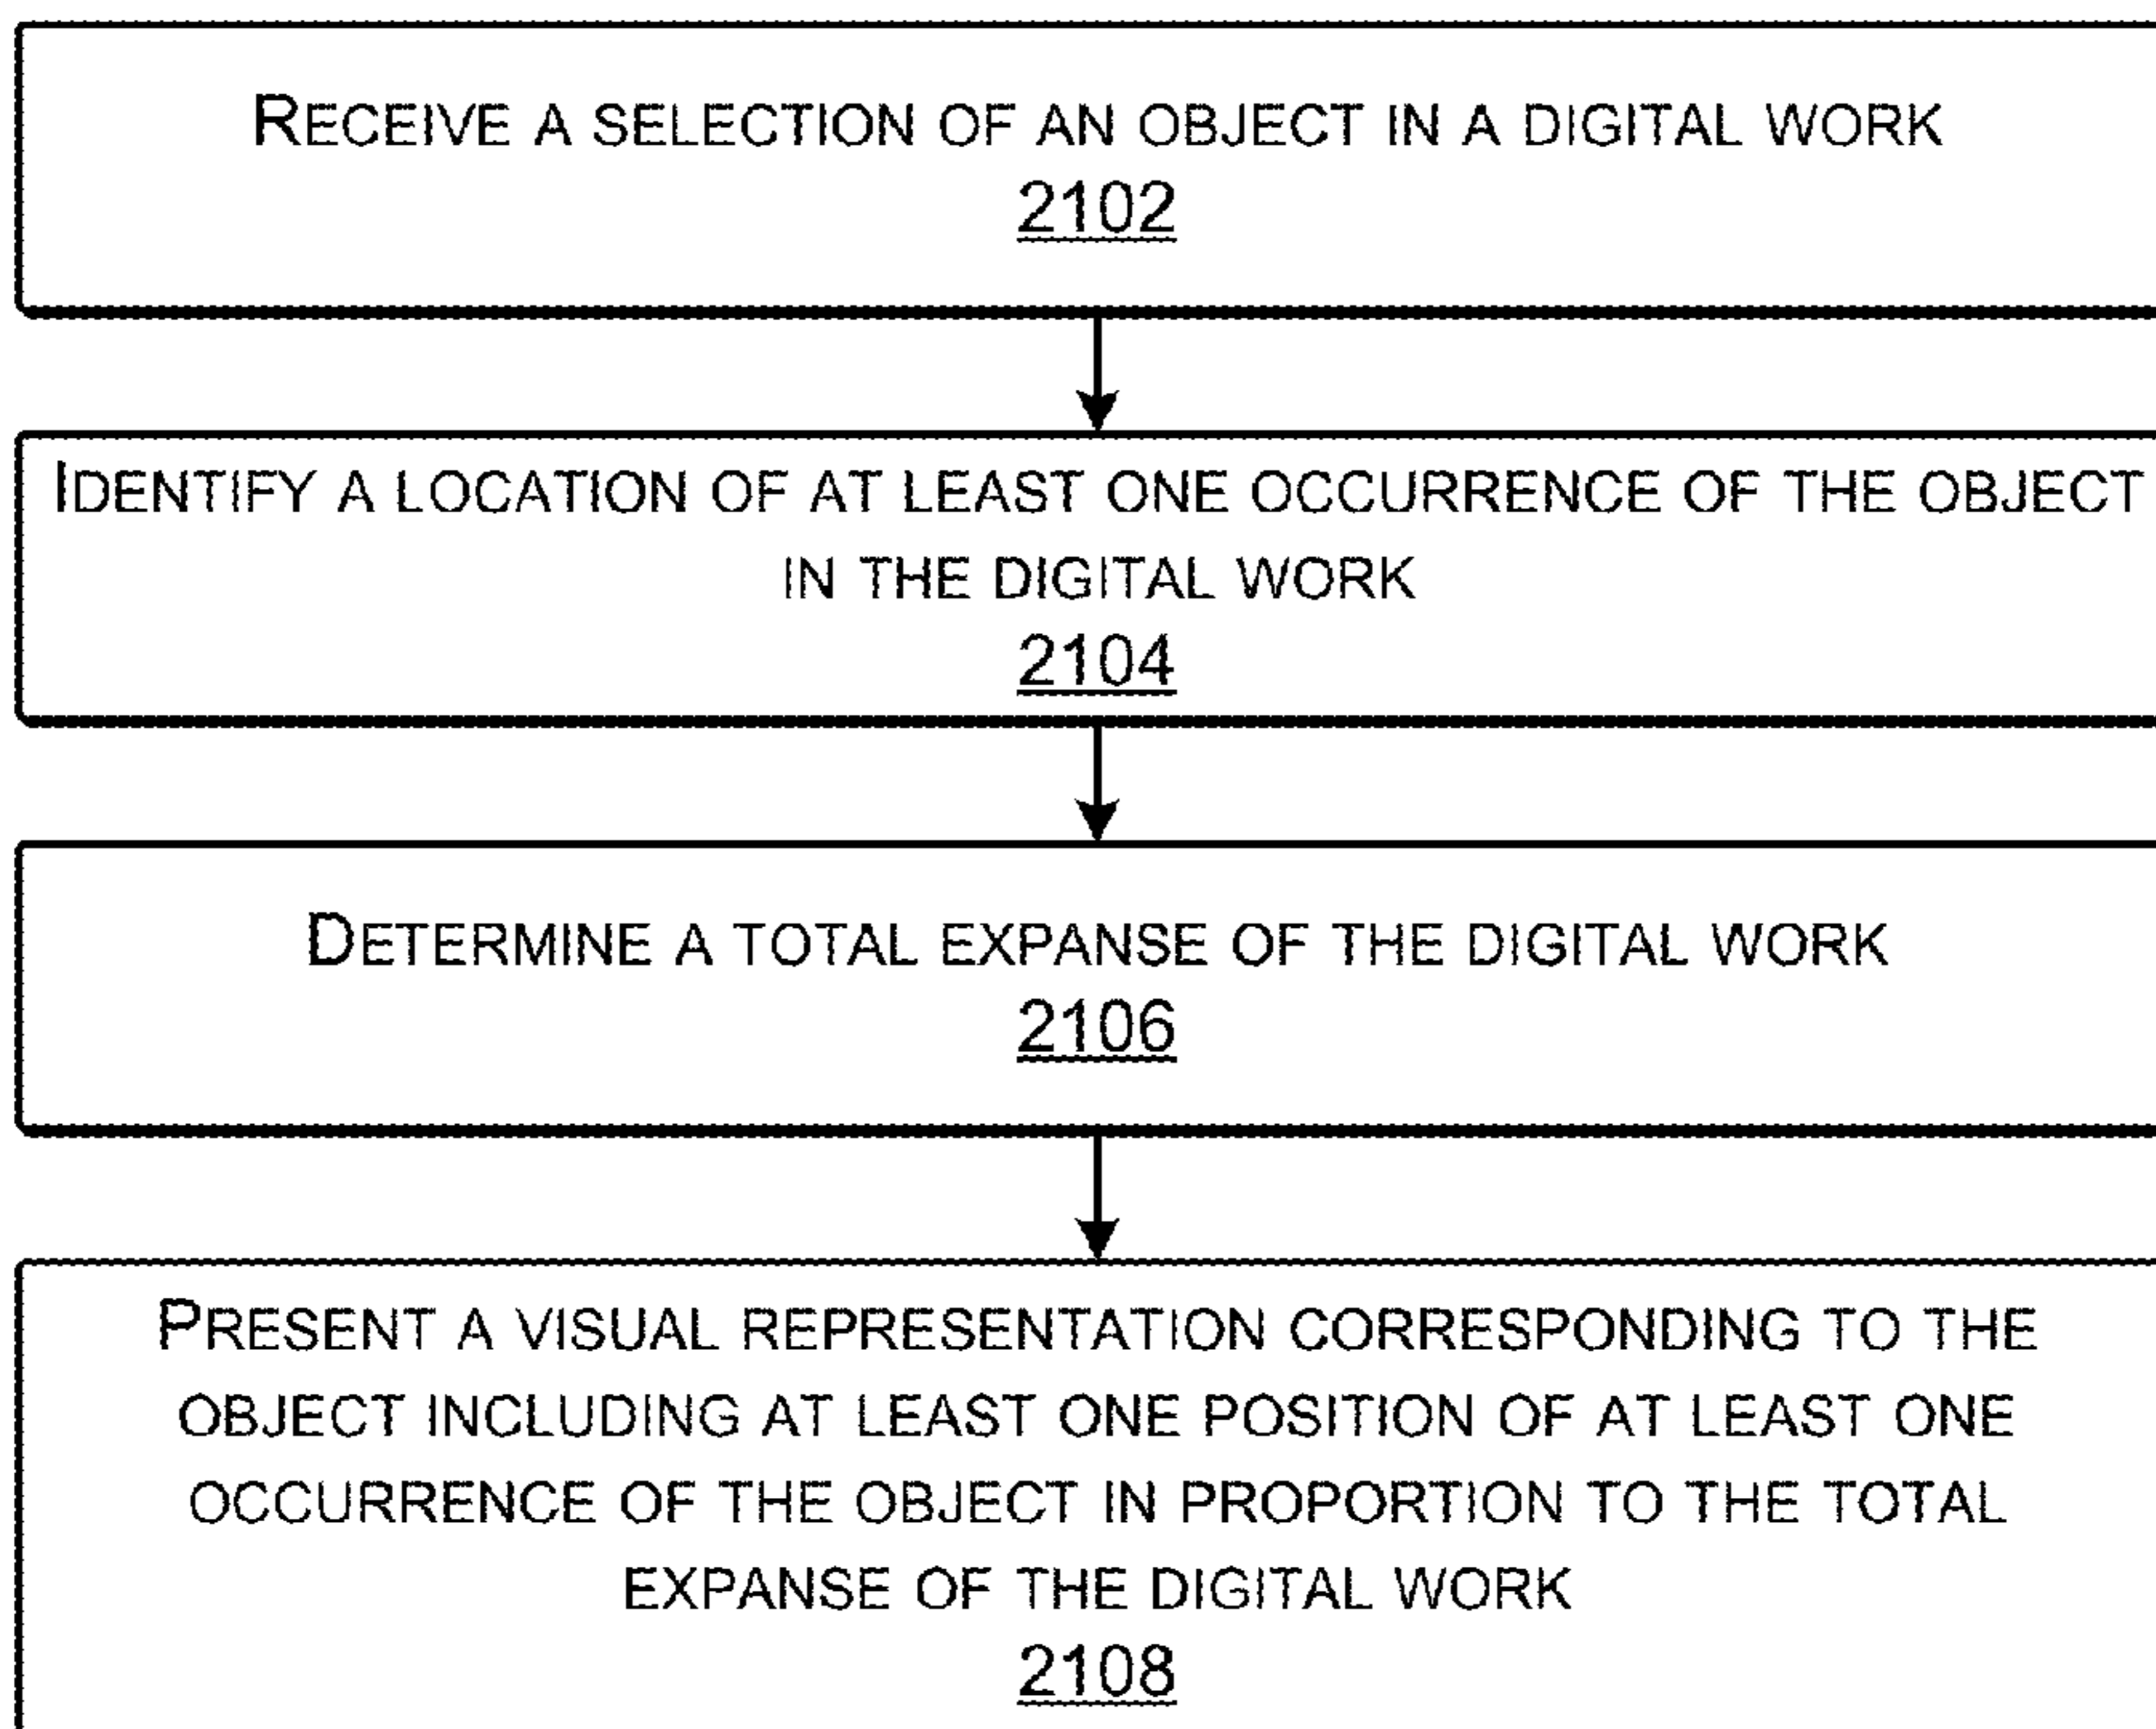 RECEIVE A SELECTION OF AN OBJECT IN A DIGITAL WORK
2102
IDENTIFY A LOCATION OF AT LEAST ONE OCCURRENCE OF THE OBJECT
IN THE DIGITAL WORK
2104
DETERMINE A TOTAL EXPANSE OF THE DIGITAL WORK
2106
PRESENT A VISUAL REPRESENTATION CORRESPONDING TO THE
OBJECT INCLUDING AT LEAST ONE POSITION OF AT LEAST ONE
OCCURRENCE OF THE OBJECT IN PROPORTION TO THE TOTAL
EXPANSE OF THE DIGITAL WORK
2108